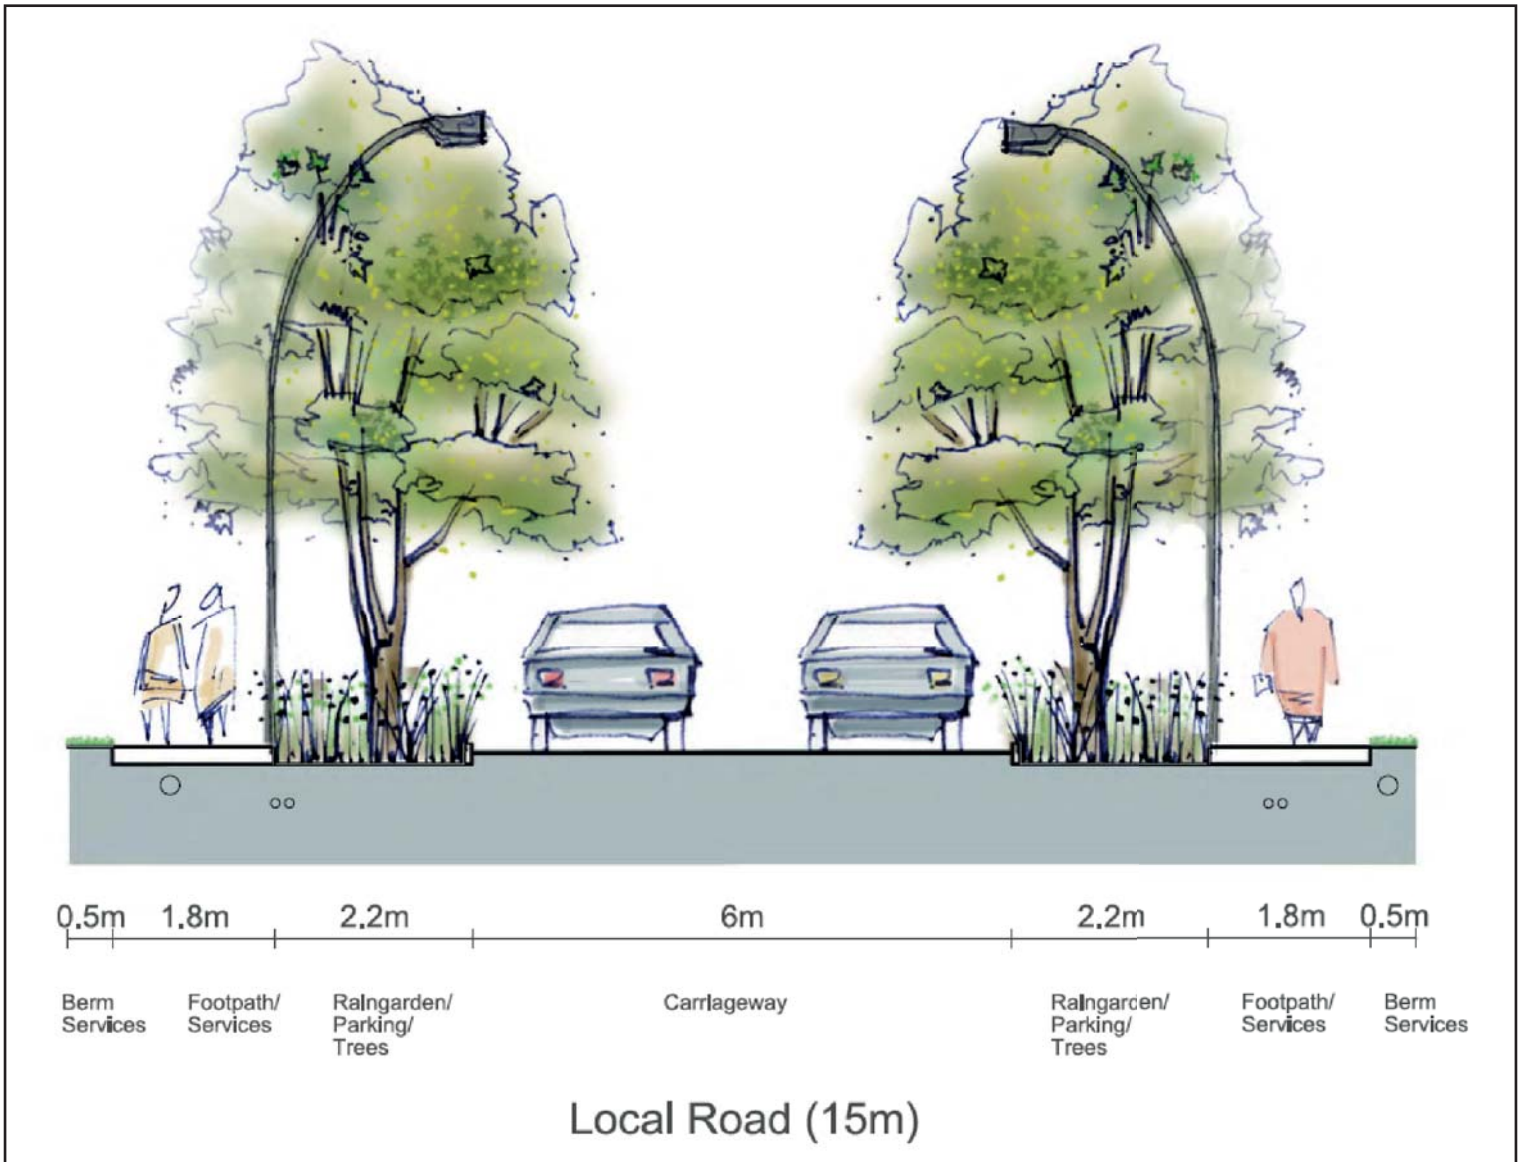 0.5m 1.8m 2.2m 6m 2.2m 1.8m 0.5m
Berm
Services
Footpath/
Services
Raingarden/
Parking/
Trees
Carriageway
Raingarden/
Parking/
Trees
Footpath/
Services
Berm
Services
Local Road (15m)